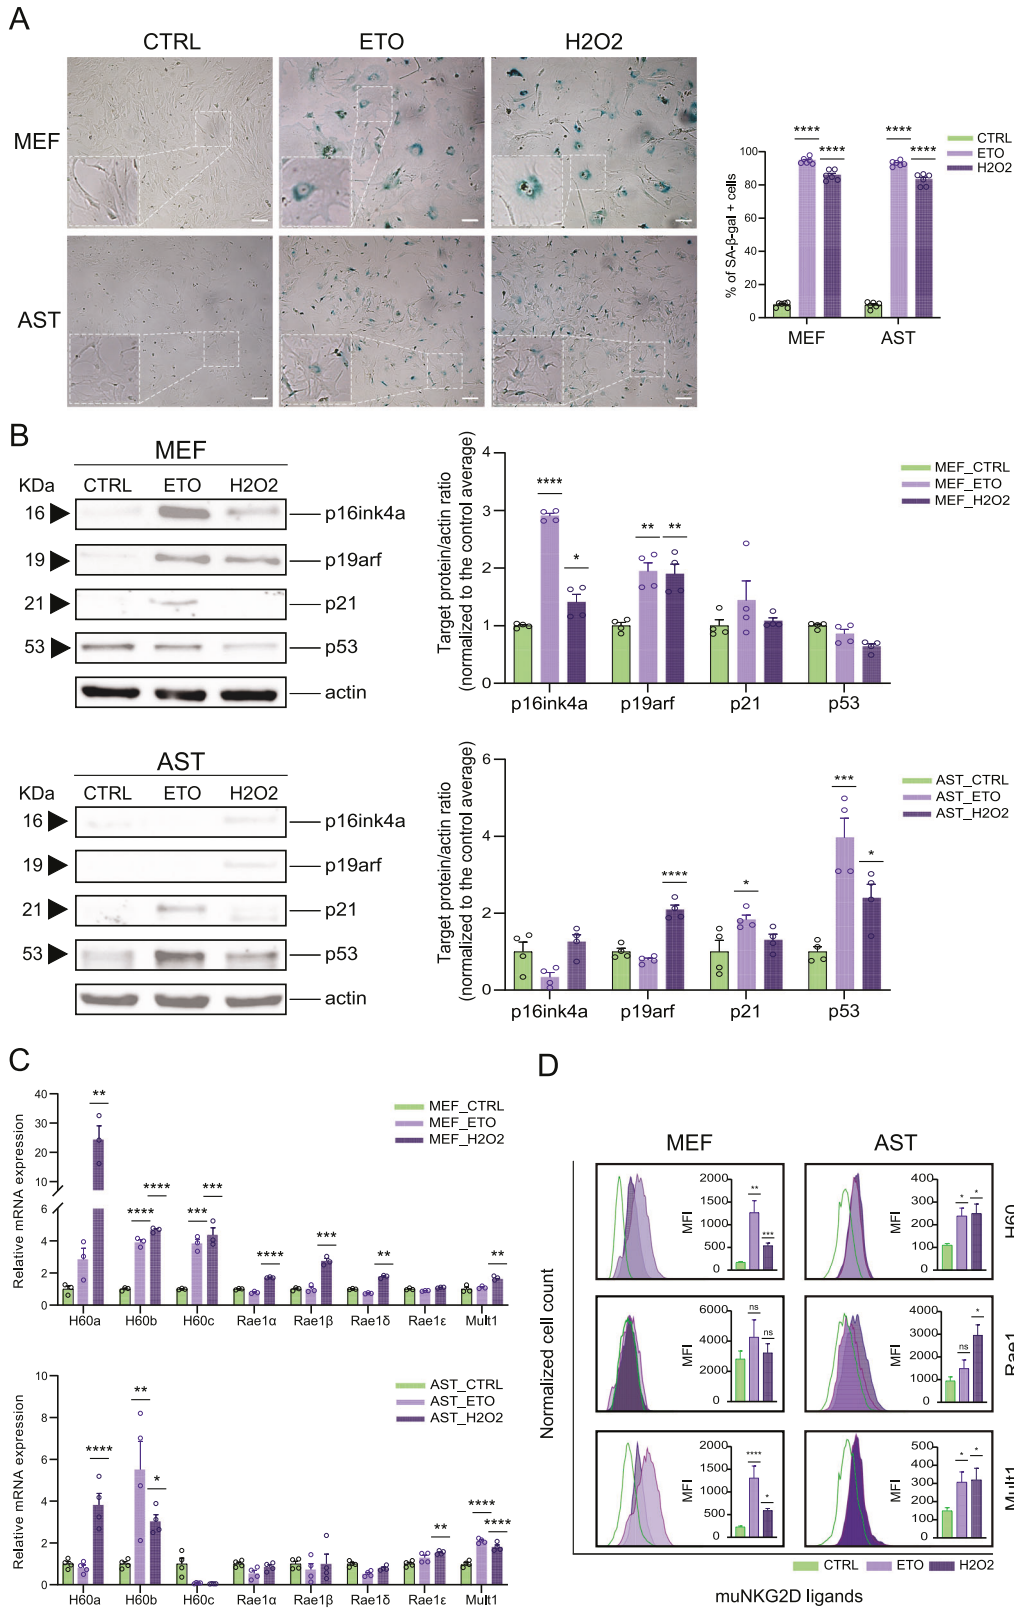 A
CTRL ETO H2O2
MEF
AST
% of SA-β-gal + cells
100
80
60
40
20
0
**** **** **** ****
MEF AST
CTRL
ETO
H2O2
B
MEF
KDa CTRL ETO H2O2
16 p16ink4a
19 p19arf
21 p21
53 p53
actin
Target protein/actin ratio
(normalized to the control average)
4
3
2
1
0
**** * ** **
p16ink4a p19arf p21 p53
MEF_CTRL
MEF_ETO
MEF_H2O2
AST
KDa CTRL ETO H2O2
16 p16ink4a
19 p19arf
21 p21
53 p53
actin
Target protein/actin ratio
(normalized to the control average)
6
4
2
0
**** * *** *
p16ink4a p19arf p21 p53
AST_CTRL
AST_ETO
AST_H2O2
C
Relative mRNA expression
40
30
20
10
6
4
2
0
** **** **** *** *** **** *** ** **
H60a H60b H60c Rae1α Rae1β Rae1δ Rae1ε Mult1
MEF_CTRL
MEF_ETO
MEF_H2O2
Relative mRNA expression
10
8
6
4
2
0
**** ** * ** **** ****
H60a H60b H60c Rae1α Rae1β Rae1δ Rae1ε Mult1
AST_CTRL
AST_ETO
AST_H2O2
D
MEF AST
Normalized cell count
MFI
2000
1500
1000
500
0
** ***
MFI
400
300
200
100
0
* *
H60
MFI
6000
4000
2000
0
ns ns
MFI
4000
3000
2000
1000
0
ns *
Rae1
MFI
2000
1500
1000
500
0
**** *
MFI
500
400
300
200
100
0
* *
Mult1
CTRL ETO H2O2
muNKG2D ligands